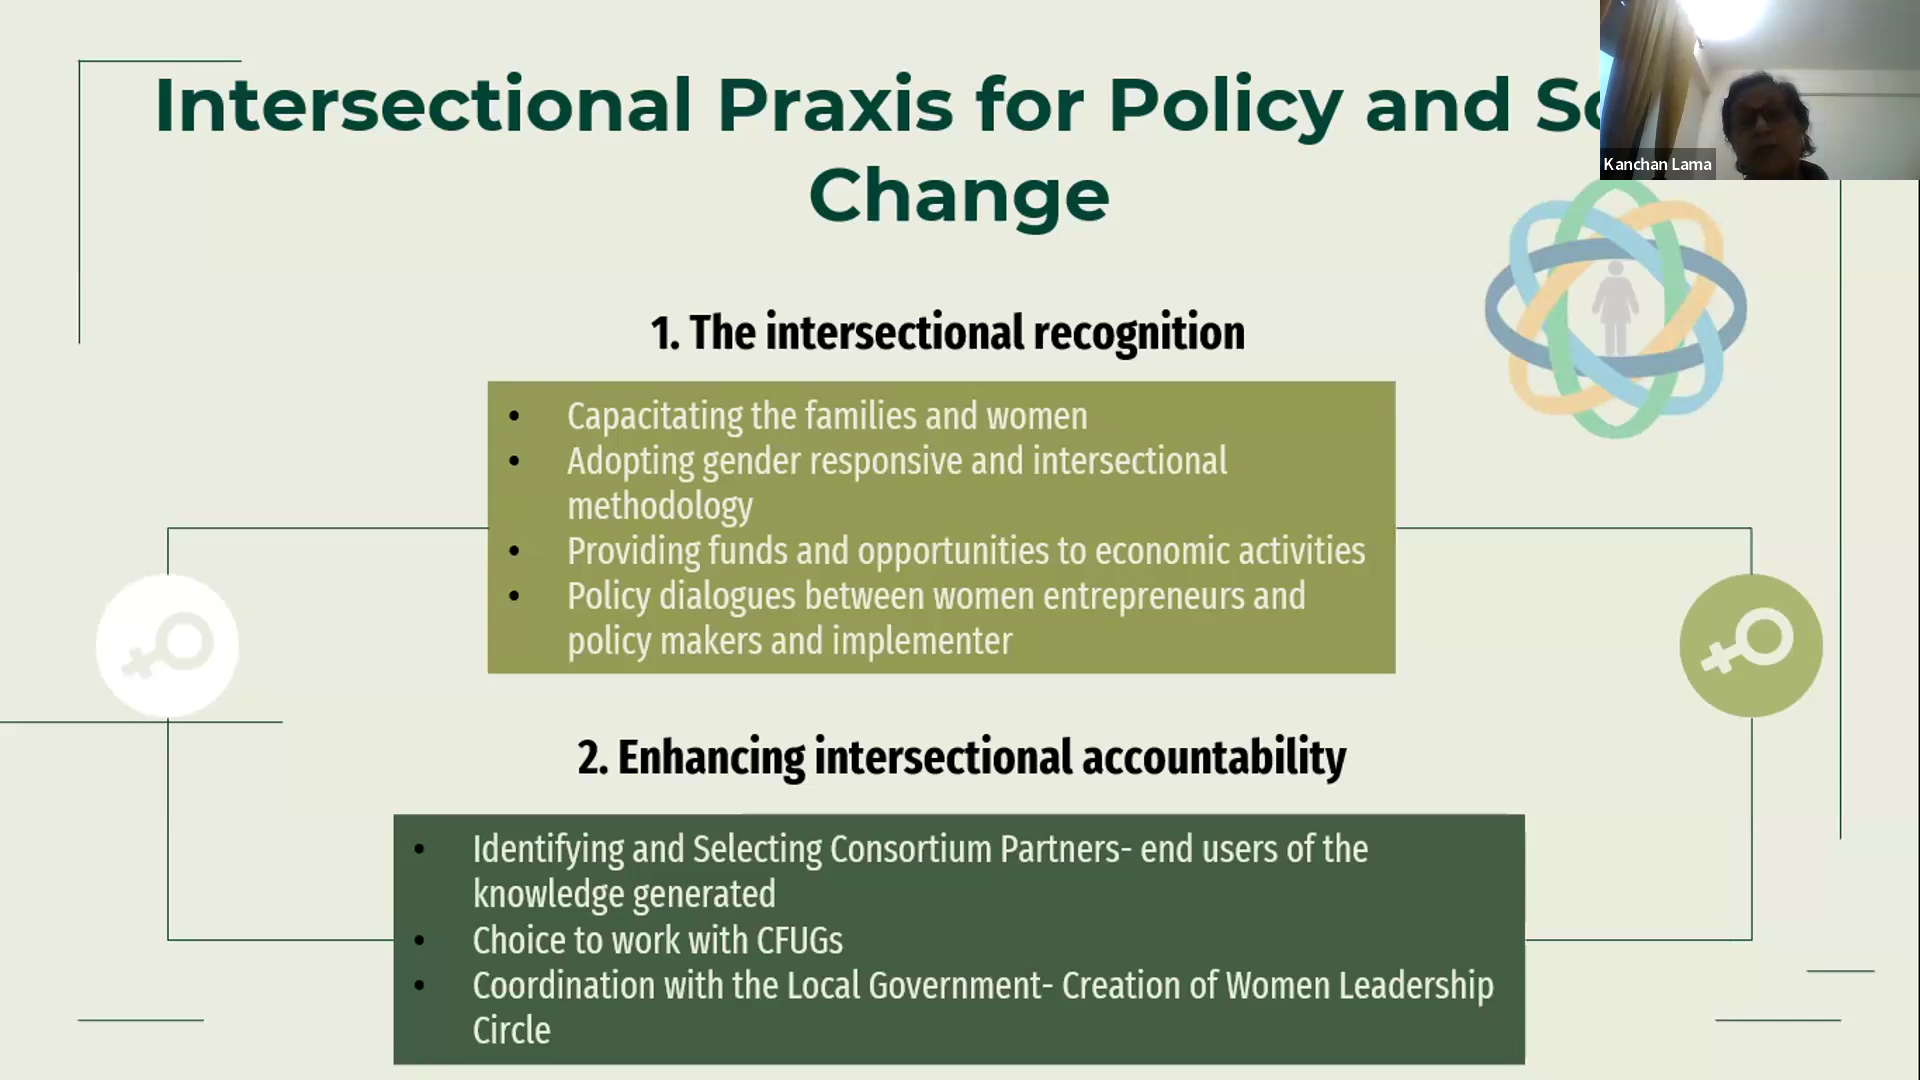 Intersectional Praxis for Policy and
Change
Kanchan Lama
1. The intersectional recognition
• Capacitating the families and women
• Adopting gender responsive and intersectional
methodology
• Providing funds and opportunities to economic activities
• Policy dialogues between women entrepreneurs and
policy makers and implementer
2. Enhancing intersectional accountability
• Identifying and Selecting Consortium Partners- end users of the
knowledge generated
• Choice to work with CFUGs
• Coordination with the Local Government- Creation of Women Leadership
Circle